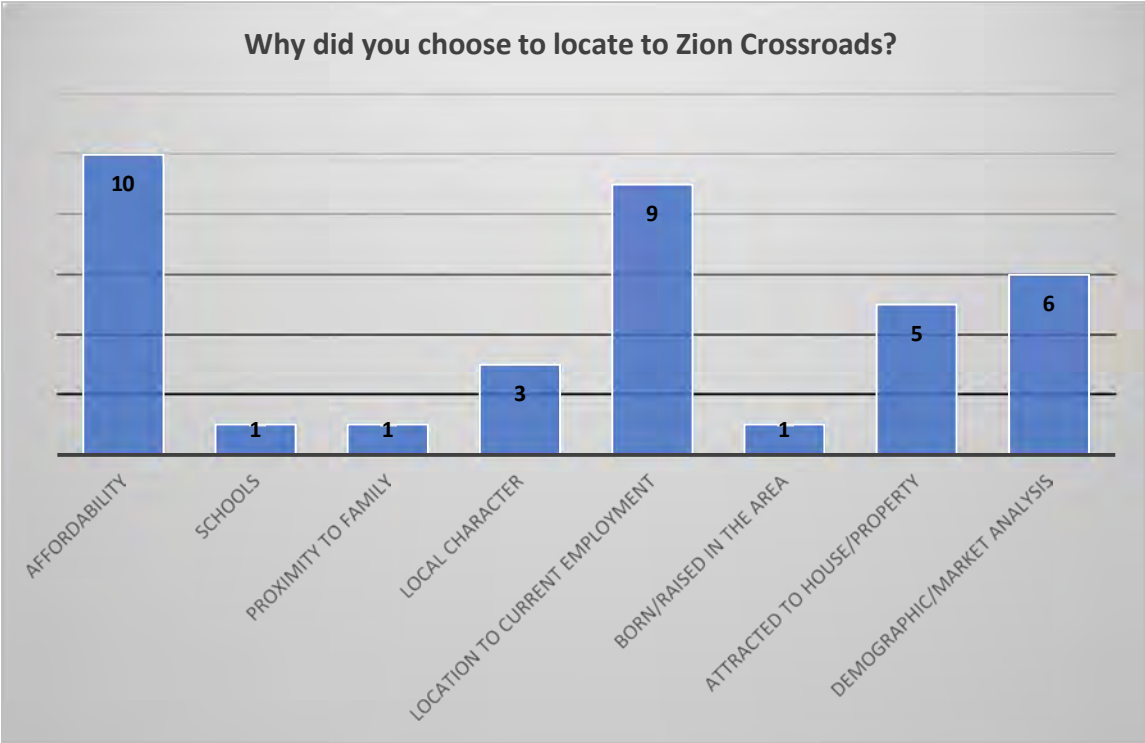 Why did you choose to locate to Zion Crossroads?
10
1
1
3
9
1
5
6
AFFORDABILITY
SCHOOLS
PROXIMITY TO FAMILY
LOCAL CHARACTER
LOCATION TO CURRENT EMPLOYMENT
BORN/RAISED IN THE AREA
ATTRACTED TO HOUSE/PROPERTY
DEMOGRAPHIC/MARKET ANALYSIS